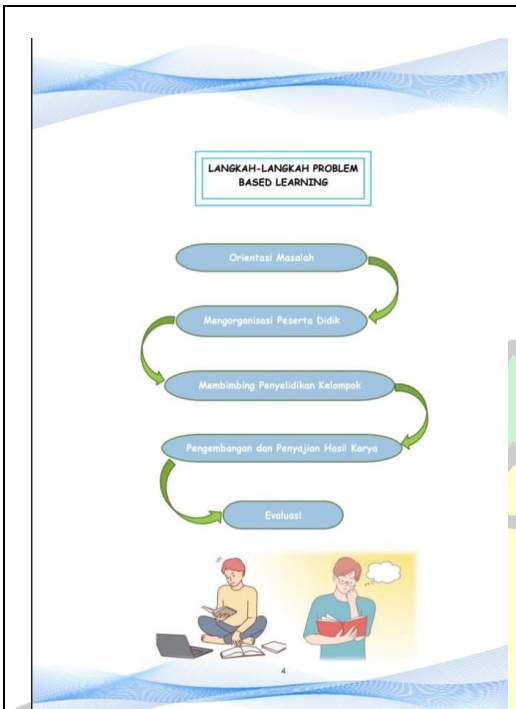 LANGKAH-LANGKAH PROBLEM
BASED LEARNING
Orientasi Masalah
Mengorganisasi Peserta Didik
Membimbing Penyelidikan Kelompok
Pengembangan dan Penyajian Hasil Karya
Evaluasi
4